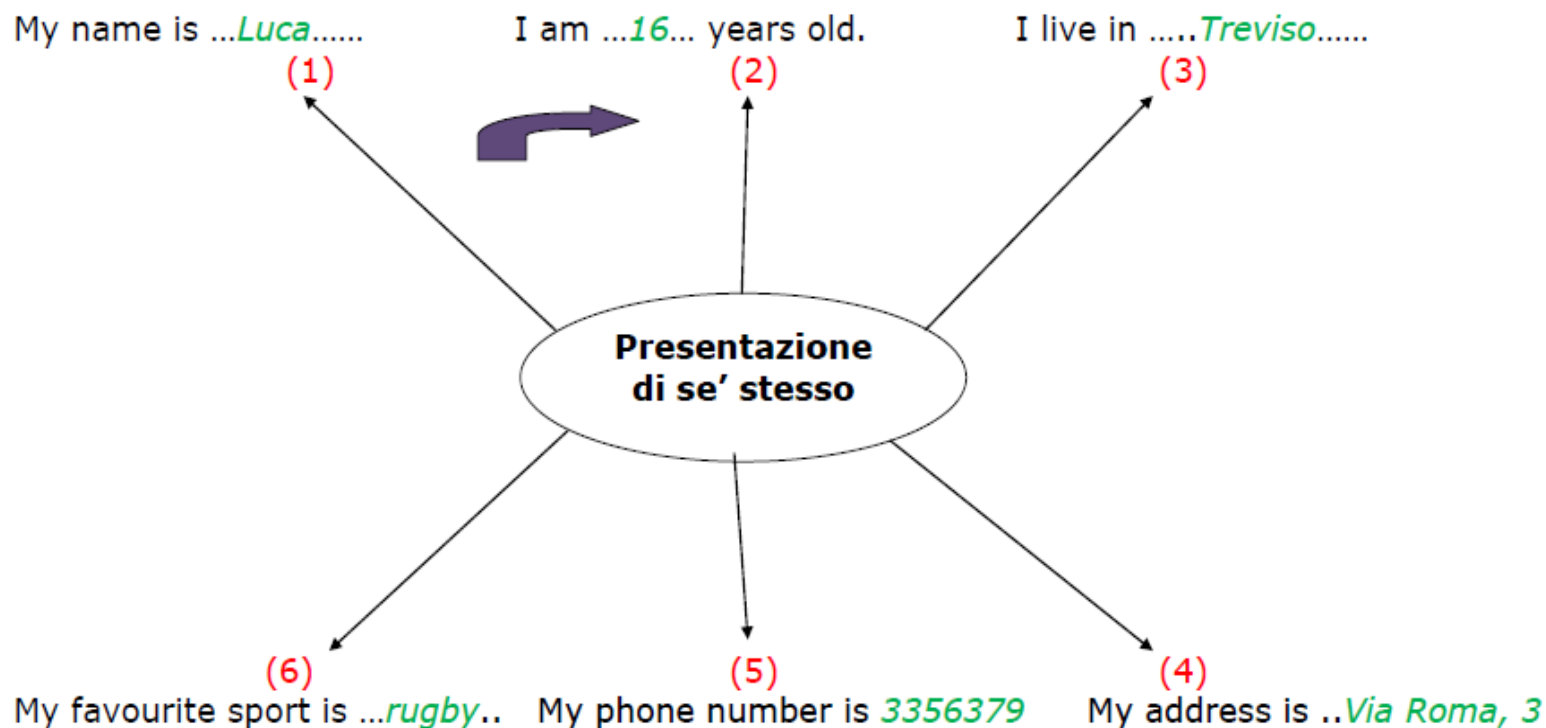 My name is …Luca……
I am …16… years old.
I live in …..Treviso……
(1)
(2)
(3)
Presentazione
di se’ stesso
(6)
(5)
(4)
My favourite sport is …rugby..
My phone number is 3356379
My address is ..Via Roma, 3